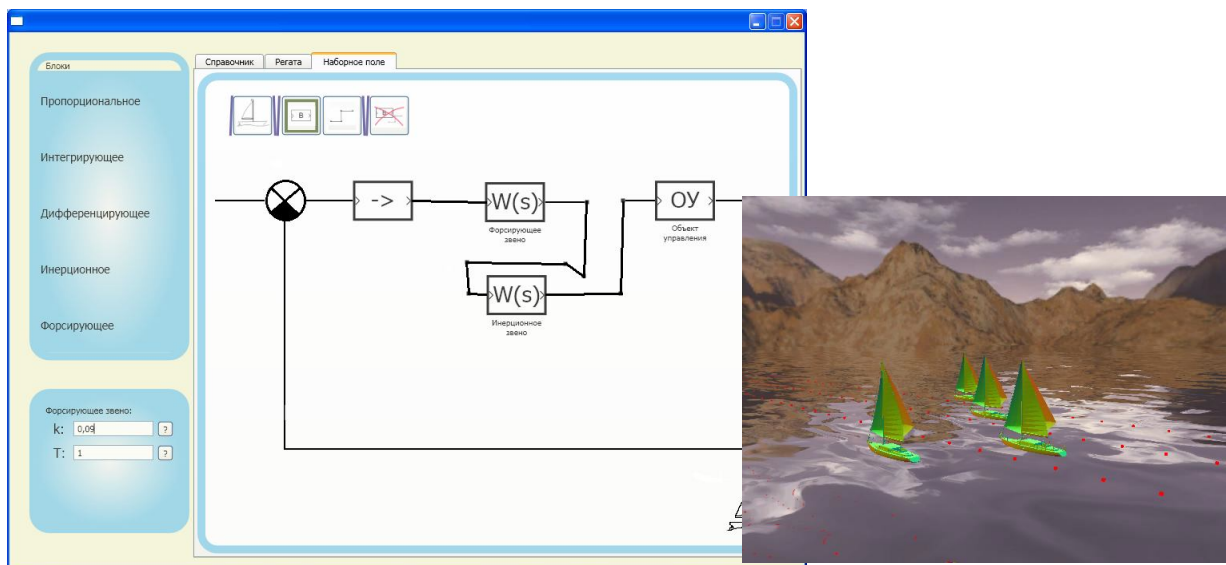 Блоки
Пропорциональное
Интегрирующее
Дифференцирующее
Инерционное
Форсирующее
Форсирующее звено:
k: 0,09 ?
T: 1 ?
Справочник Регата Наборное поле
B
->
W(s)
Форсирующее
звено
ОУ
Объект
управления
W(s)
Инерционное
звено